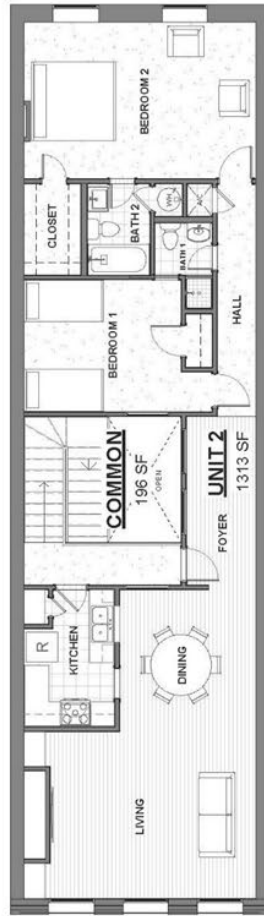 BEDROOM 2
CLOSET
BATH 2
WH
A/C
BATH 1
BEDROOM 1
HALL
COMMON
196 SF
OPEN
UNIT 2
1313 SF
FOYER
R
KITCHEN
DINING
LIVING